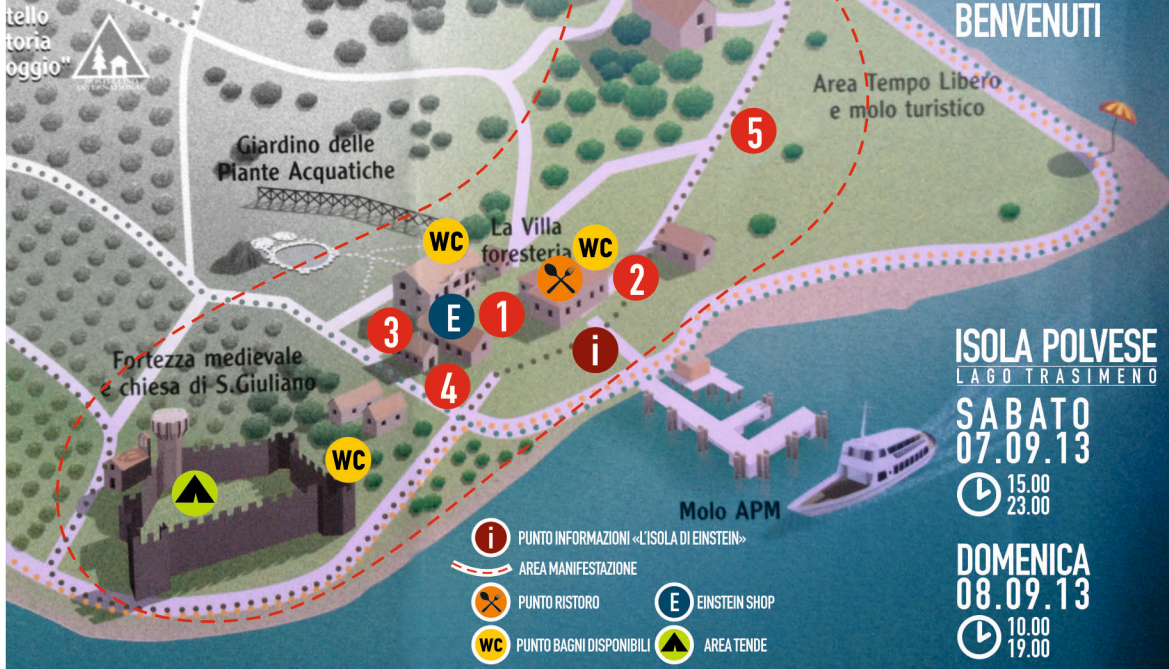 tello
toria
oggio"
BENVENUTI
Area Tempo Libero
e molo turistico
5
Giardino delle
Piante Acquatiche
WC
La Villa
foresteria
WC
2
E
1
3
i
4
Fortezza medievale
e chiesa di S.Giuliano
WC
Molo APM
ISOLA POLVESE
LAGO TRASIMENO
SABATO
07.09.13
15.00
23.00
DOMENICA
08.09.13
10.00
19.00
i PUNTO INFORMAZIONI «L'ISOLA DI EINSTEIN»
AREA MANIFESTAZIONE
PUNTO RISTORO
E EINSTEIN SHOP
WC PUNTO BAGNI DISPONIBILI
AREA TENDE